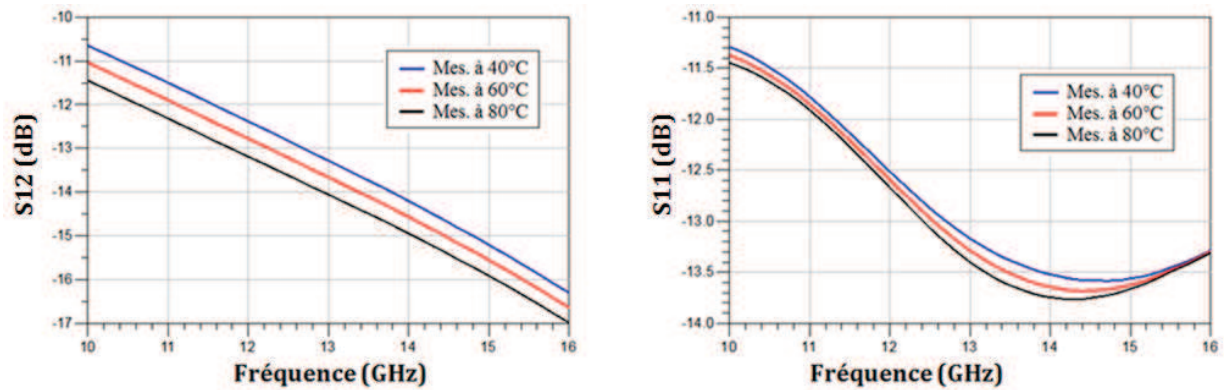 -10
-11
-12
-13
-14
-15
-16
-17
S12 (dB)
Mes. à 40°C
Mes. à 60°C
Mes. à 80°C
10 11 12 13 14 15 16
Fréquence (GHz)
-11.0
-11.5
-12.0
-12.5
-13.0
-13.5
-14.0
S11 (dB)
Mes. à 40°C
Mes. à 60°C
Mes. à 80°C
10 11 12 13 14 15 16
Fréquence (GHz)